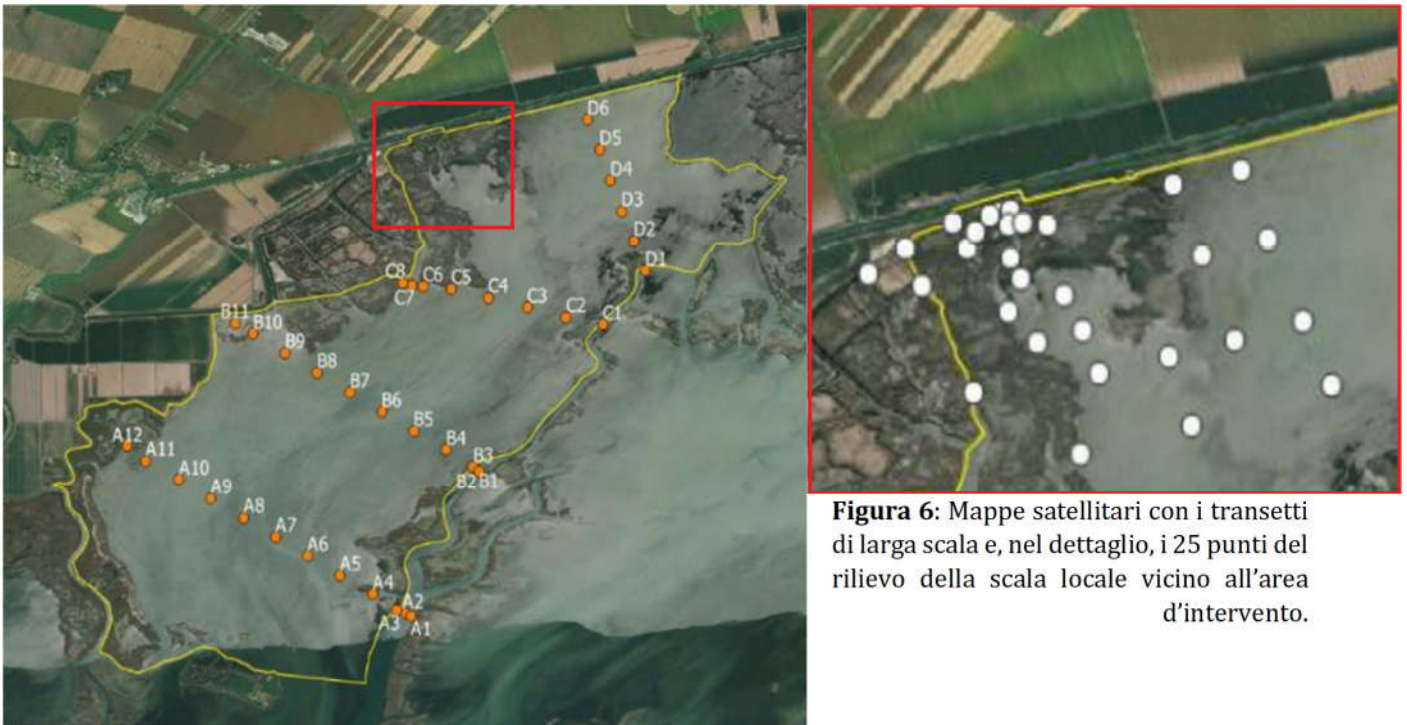 D6
D5
D4
D3
D2
D1
C8
C7
C6
C5
C4
C3
C2
C1
B11
B10
B9
B8
B7
B6
B5
B4
B3
B2 B1
A12
A11
A10
A9
A8
A7
A6
A5
A4
A2
A3 A1
Figura 6: Mappe satellitari con i transetti
di larga scala e, nel dettaglio, i 25 punti del
rilievo della scala locale vicino all'area
d'intervento.